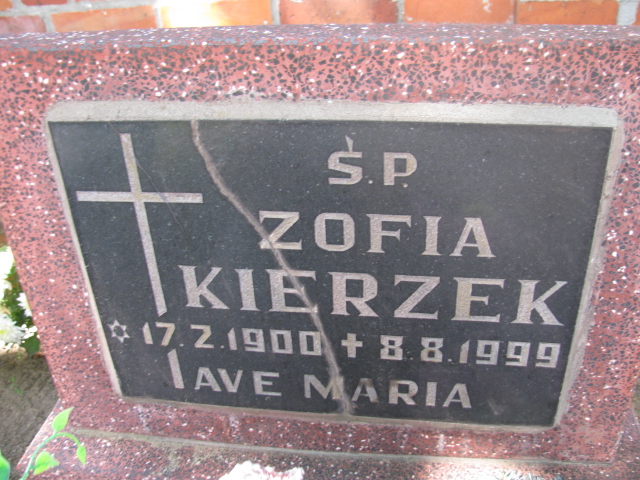 Ś.P.
ZOFIA
KIERZEK
17.2.1900 + 8.8.1999
AVE MARIA